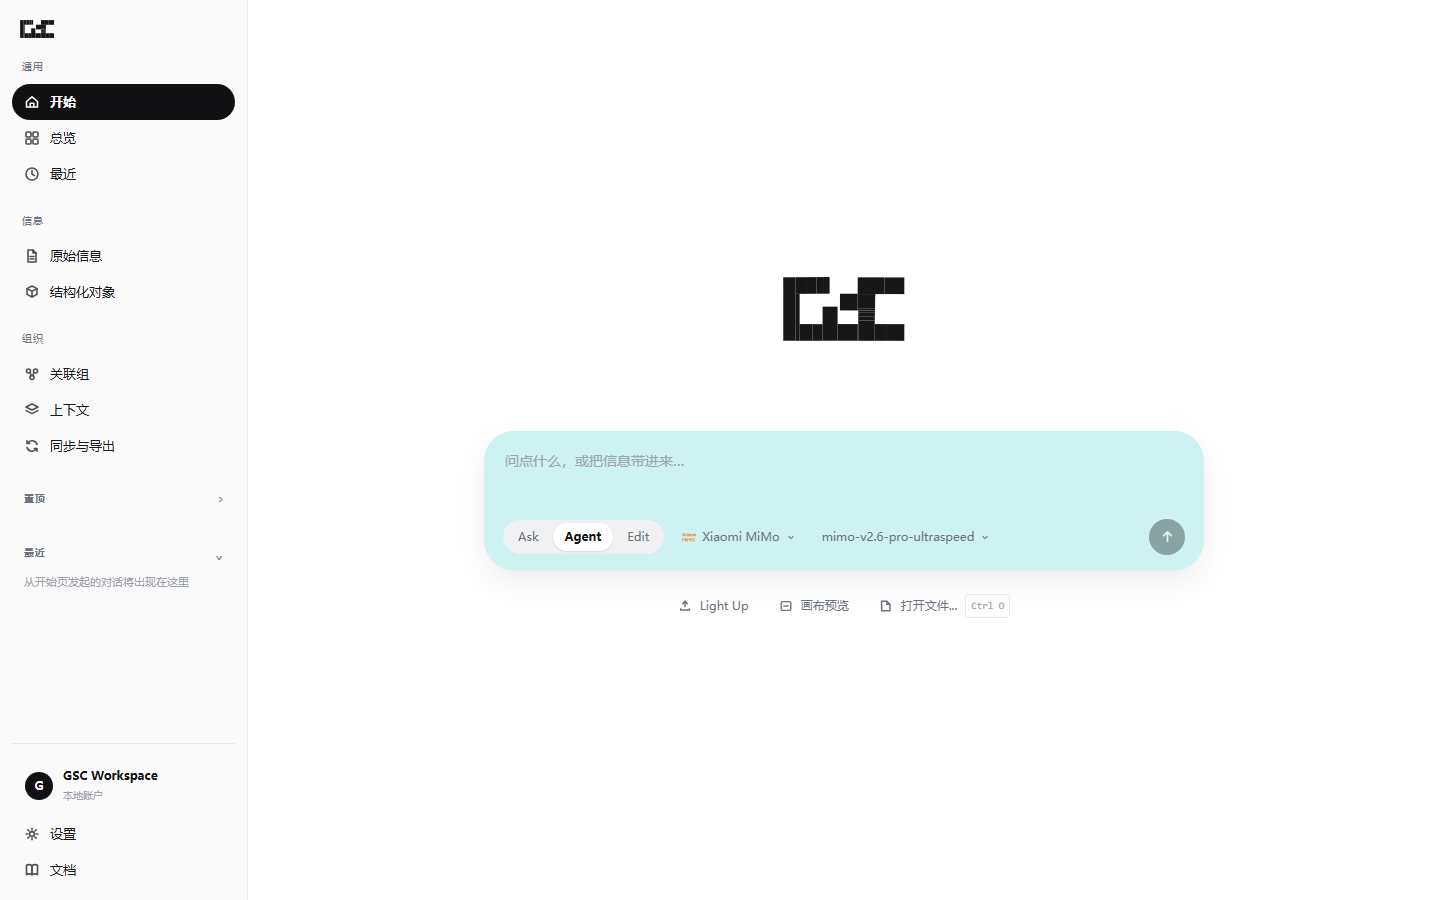 GSC
通用
开始
总览
最近
信息
原始信息
结构化对象
组织
关联组
上下文
同步与导出
置顶
最近
从开始页发起的对话将出现在这里
G
GSC Workspace
本地账户
设置
文档
GSC
问点什么，或把信息带进来...
Ask Agent Edit Xiaomi MiMo mimo-v2.6-pro-ultraspeed
Light Up 画布预览 打开文件... Ctrl O